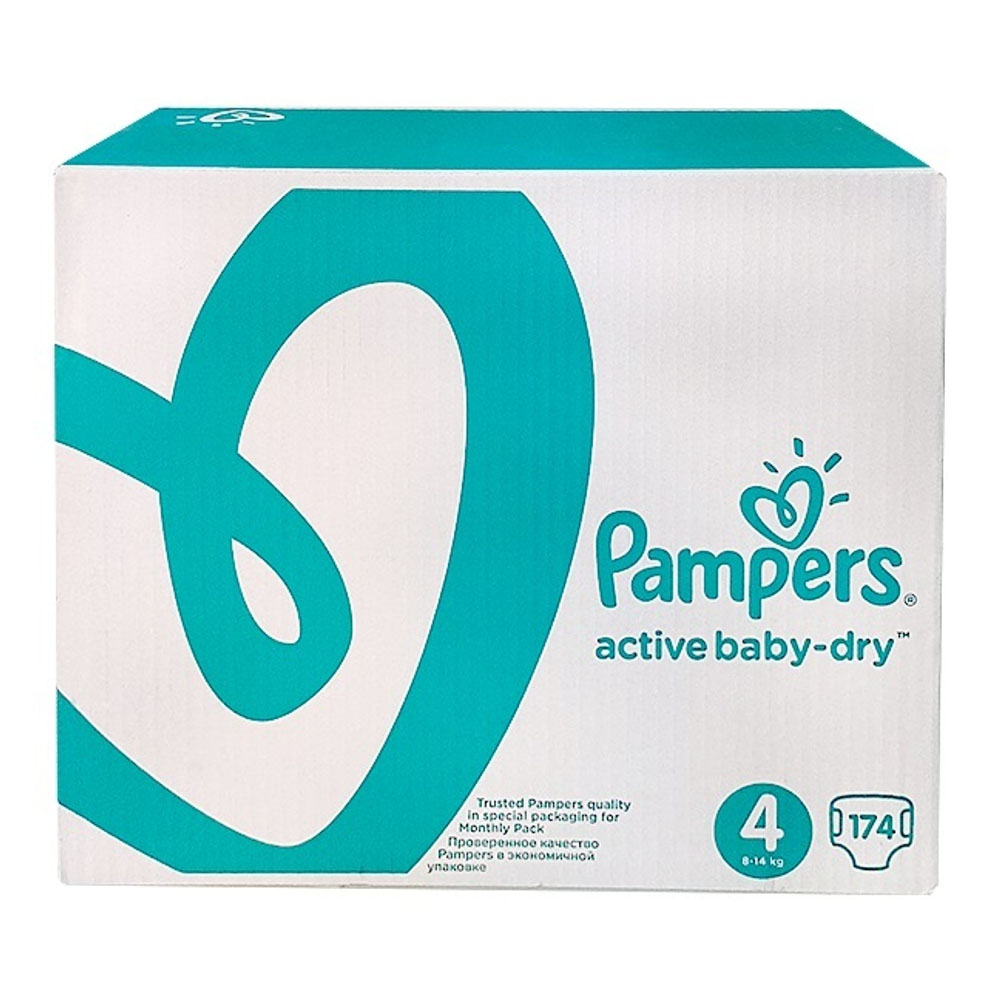 Pampers®
active baby-dry™
Trusted Pampers quality
in special packaging for
Monthly Pack
Проверенное качество
Pampers в экономичной
упаковке
4
8-14 kg
174